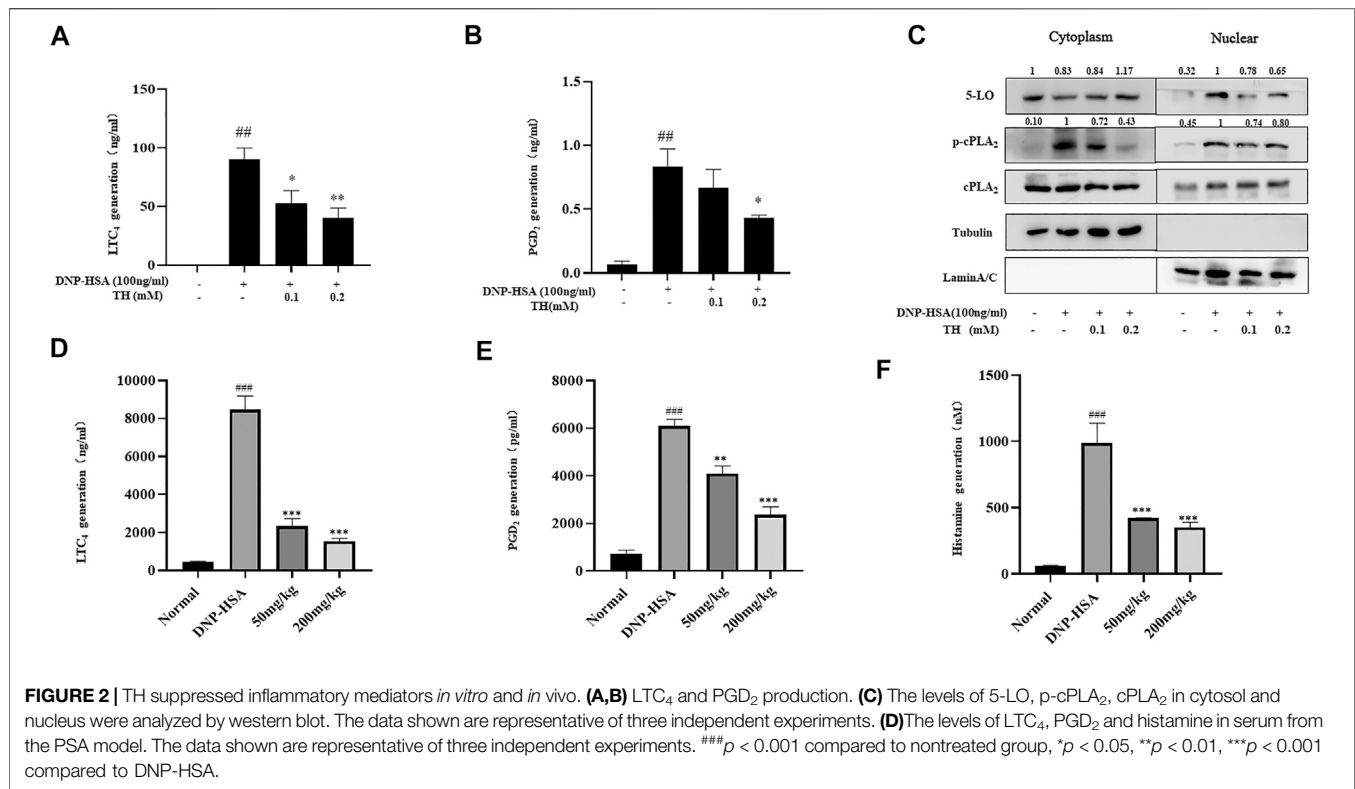 A
LTC₄ generation (ng/ml)
150
100
50
0
##
*
**
DNP-HSA (100ng/ml) - + + +
TH (mM) - - 0.1 0.2
B
PGD₂ generation (ng/ml)
1.5
1.0
0.5
0.0
##
*
DNP-HSA (100ng/ml) - + + +
TH(mM) - - 0.1 0.2
C
Cytoplasm Nuclear
1 0.83 0.84 1.17 0.32 1 0.78 0.65
5-LO
0.10 1 0.72 0.43 0.45 1 0.74 0.80
p-cPLA₂
cPLA₂
Tubulin
LaminA/C
DNP-HSA(100ng/ml) - + + + - + + +
TH (mM) - - 0.1 0.2 - - 0.1 0.2
D
LTC₄ generation (ng/ml)
10000
8000
6000
4000
2000
0
###
***
***
Normal
DNP-HSA
50mg/kg
200mg/kg
E
PGD₂ generation (pg/ml)
8000
6000
4000
2000
0
###
**
***
Normal
DNP-HSA
50mg/kg
200mg/kg
F
Histamine generation (nM)
1500
1000
500
0
###
***
***
Normal
DNP-HSA
50mg/kg
200mg/kg
FIGURE 2 | TH suppressed inflammatory mediators in vitro and in vivo. (A,B) LTC₄ and PGD₂ production. (C) The levels of 5-LO, p-cPLA₂, cPLA₂ in cytosol and
nucleus were analyzed by western blot. The data shown are representative of three independent experiments. (D)The levels of LTC₄, PGD₂ and histamine in serum from
the PSA model. The data shown are representative of three independent experiments. ###p < 0.001 compared to nontreated group, *p < 0.05, **p < 0.01, ***p < 0.001
compared to DNP-HSA.